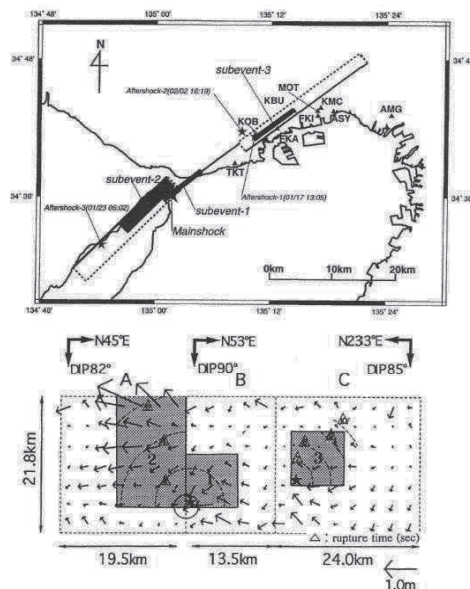 135° 00'
135° 12'
135° 24'
34° 48'
34° 48'
N
subevent-3
Aftershock-2(02/02 16:19)
MOT
KBU
KOB
KMC
AMG
FKI
ASY
EKA
TKT
subevent-2
Aftershock-1(01/17 13:05)
Aftershock-3(01/23 06:02)
subevent-1
34° 36'
34° 36'
Mainshock
0km
10km
20km
134° 48'
135° 00'
135° 12'
135° 24'
N45°E
N53°E
N233°E
DIP82°
DIP90°
DIP85°
A
B
C
21.8km
2
1
3
△ : rupture time (sec)
19.5km
13.5km
24.0km
1.0m